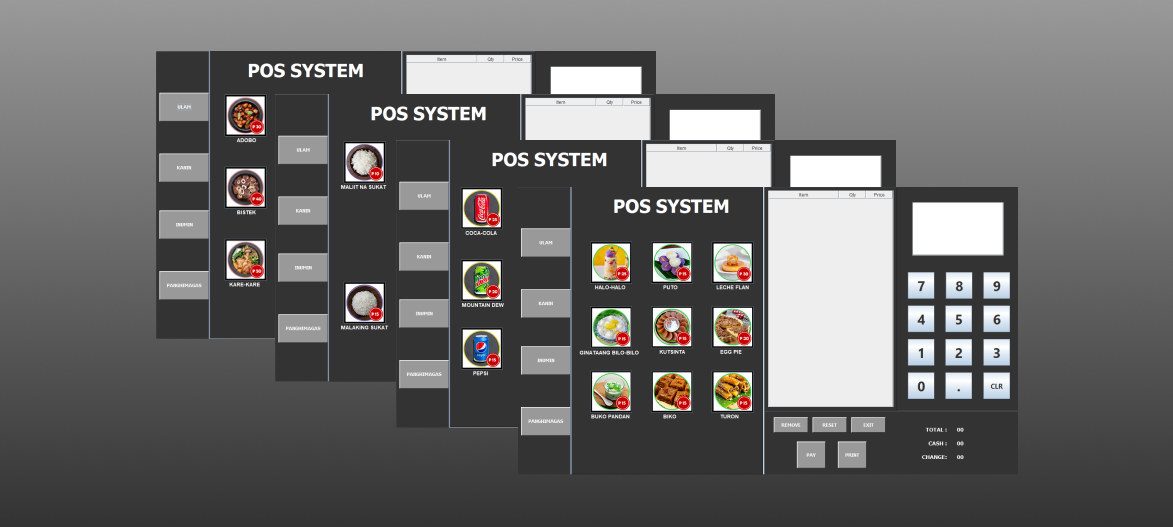 POS SYSTEM
Item Qty Price
ULAM
KANIN
INUMIN
PANGHIMAGAS
P 30
ADOBO
P 40
BISTEK
P 50
KARE-KARE
POS SYSTEM
Item Qty Price
ULAM
KANIN
INUMIN
PANGHIMAGAS
P 10
MALIIT NA SUKAT
P 15
MALAKING SUKAT
POS SYSTEM
Item Qty Price
ULAM
KANIN
INUMIN
PANGHIMAGAS
Coca-Cola
P 25
COCA-COLA
P 20
MOUNTAIN DEW
P 15
PEPSI
POS SYSTEM
Item Qty Price
ULAM
KANIN
INUMIN
PANGHIMAGAS
P 25 P 15 P 30
HALO-HALO PUTO LECHE FLAN
P 15 P 15 P 20
GINATAANG BILO-BILO KUTSINTA EGG PIE
P 15 P 15 P 15
BUKO PANDAN BIKO TURON
7 8 9
4 5 6
1 2 3
0 . CLR
REMOVE RESET EXIT
PAY PRINT
TOTAL : 00
CASH : 00
CHANGE: 00